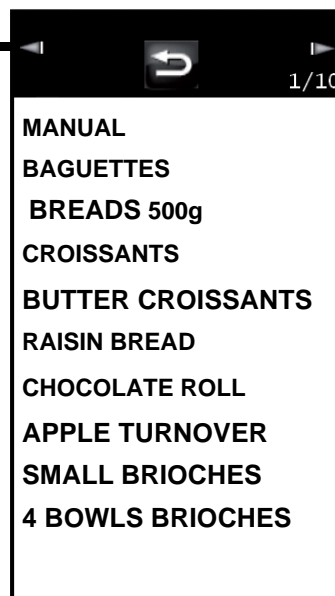 1/10
MANUAL
BAGUETTES
BREADS 500g
CROISSANTS
BUTTER CROISSANTS
RAISIN BREAD
CHOCOLATE ROLL
APPLE TURNOVER
SMALL BRIOCHES
4 BOWLS BRIOCHES